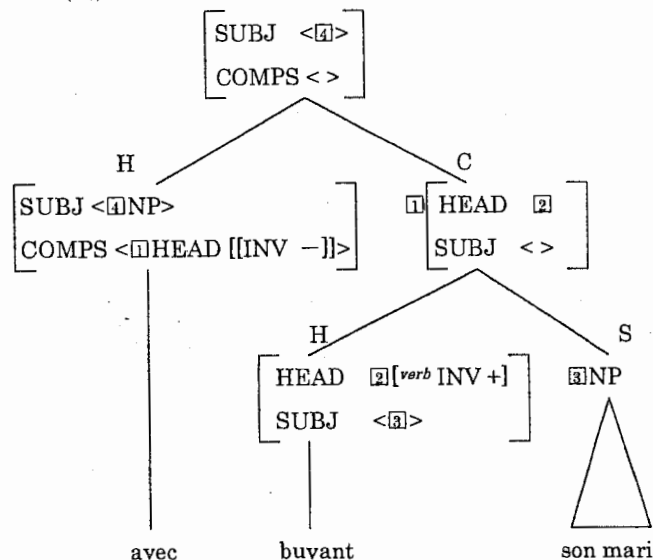 SUBJ <4>
COMPS < >
H
C
SUBJ <4NP>
COMPS <1HEAD [[INV −]]>
1 HEAD 2
SUBJ < >
H
S
HEAD 2[verb INV +]
SUBJ <3>
3NP
avec buvant son mari